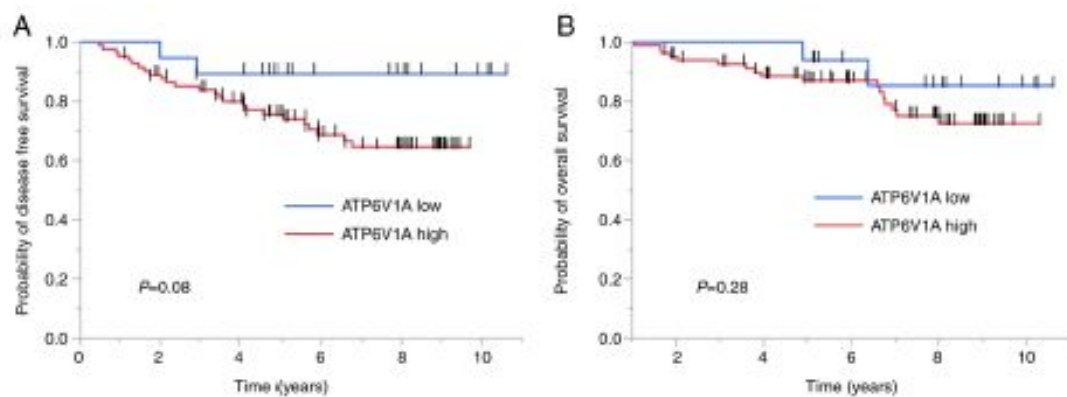 A
Probability of disease free survival
1.0
0.8
0.6
0.4
0.2
0.0
ATP6V1A low
ATP6V1A high
P=0.08
0 2 4 6 8 10
Time (years)
B
Probability of overall survival
1.0
0.8
0.6
0.4
0.2
0.0
ATP6V1A low
ATP6V1A high
P=0.28
2 4 6 8 10
Time (years)